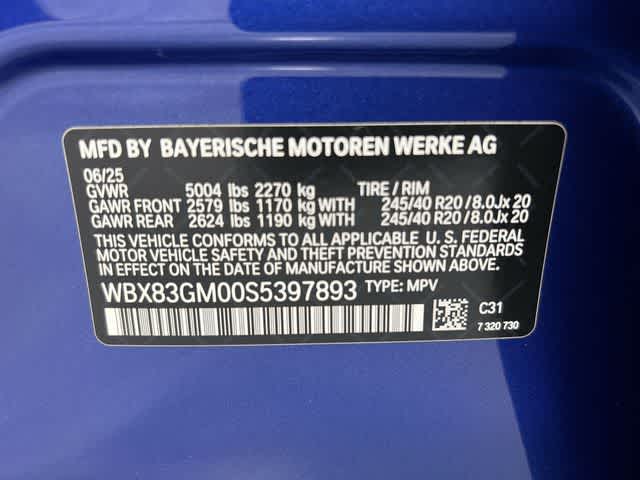 MFD BY BAYERISCHE MOTOREN WERKE AG
06/25
GVWR 5004 lbs 2270 kg TIRE / RIM
GAWR FRONT 2579 lbs 1170 kg WITH 245/40 R20 / 8.0Jx 20
GAWR REAR 2624 lbs 1190 kg WITH 245/40 R20 / 8.0Jx 20
THIS VEHICLE CONFORMS TO ALL APPLICABLE U. S. FEDERAL
MOTOR VEHICLE SAFETY AND THEFT PREVENTION STANDARDS
IN EFFECT ON THE DATE OF MANUFACTURE SHOWN ABOVE.
WBX83GM00S5397893 TYPE: MPV
C31
7 320 730